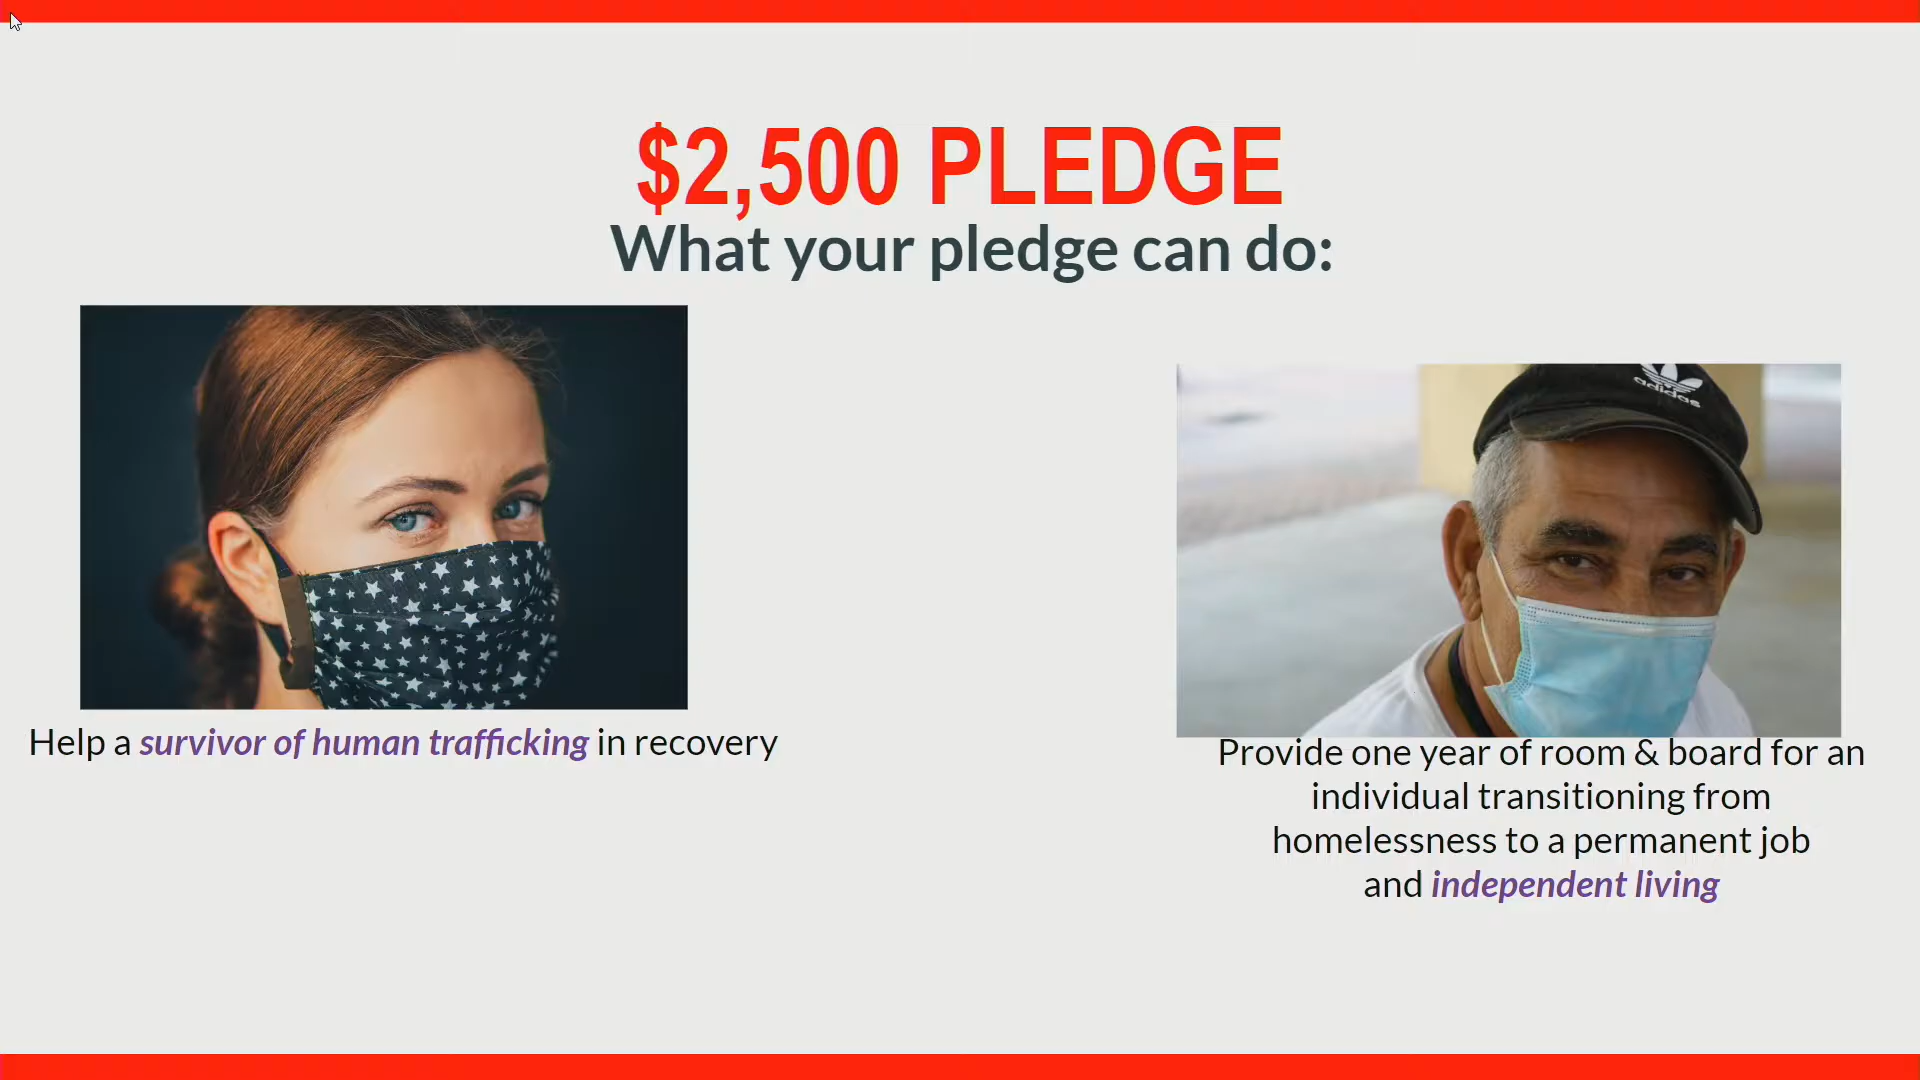 $2,500 PLEDGE
What your pledge can do:
adidas
Help a survivor of human trafficking in recovery
Provide one year of room & board for an
individual transitioning from
homelessness to a permanent job
and independent living